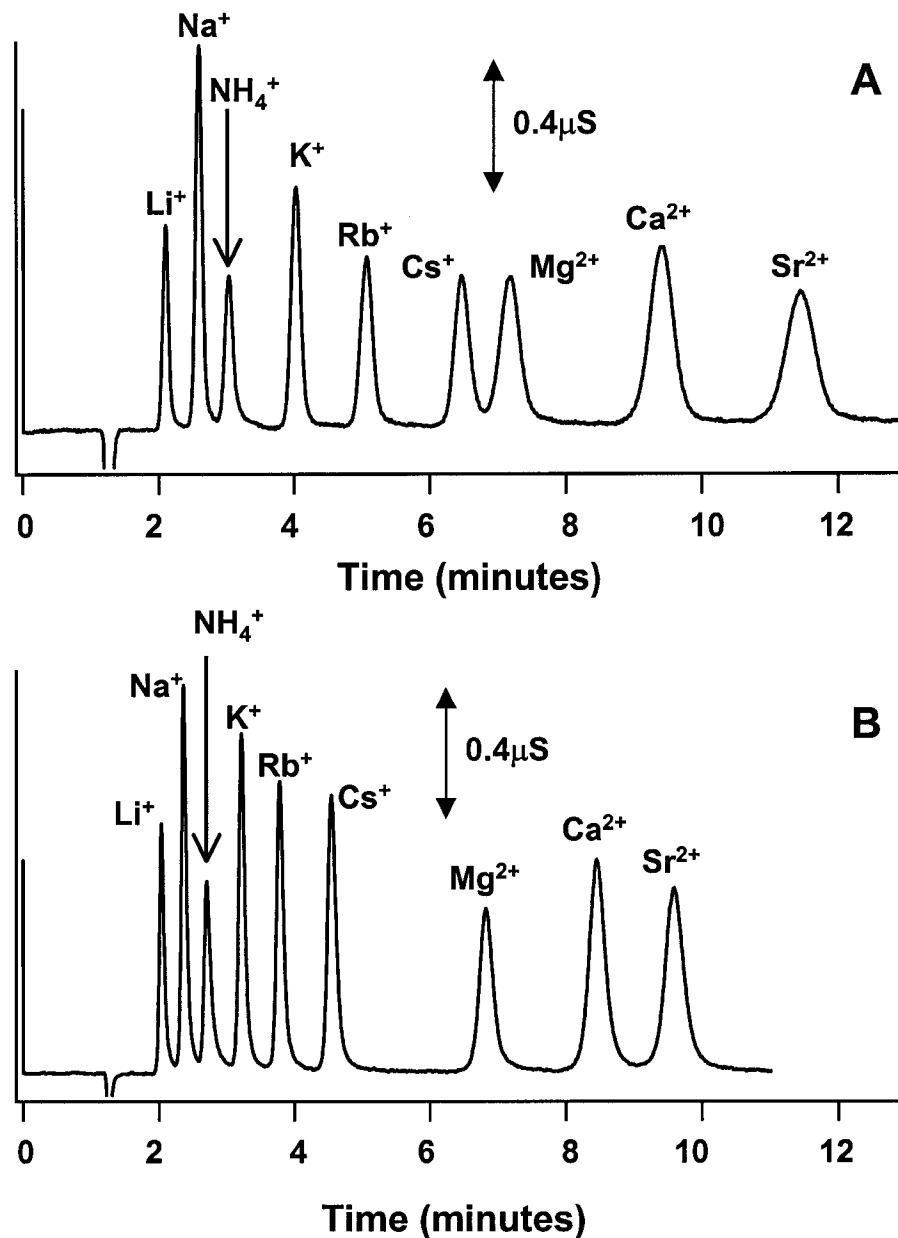 Na⁺
A
NH₄⁺
0.4μS
K⁺
Li⁺
Rb⁺
Cs⁺
Mg²⁺
Ca²⁺
Sr²⁺
0 2 4 6 8 10 12
Time (minutes)
NH₄⁺
Na⁺
B
K⁺
0.4μS
Rb⁺
Li⁺
Cs⁺
Mg²⁺
Ca²⁺
Sr²⁺
0 2 4 6 8 10 12
Time (minutes)